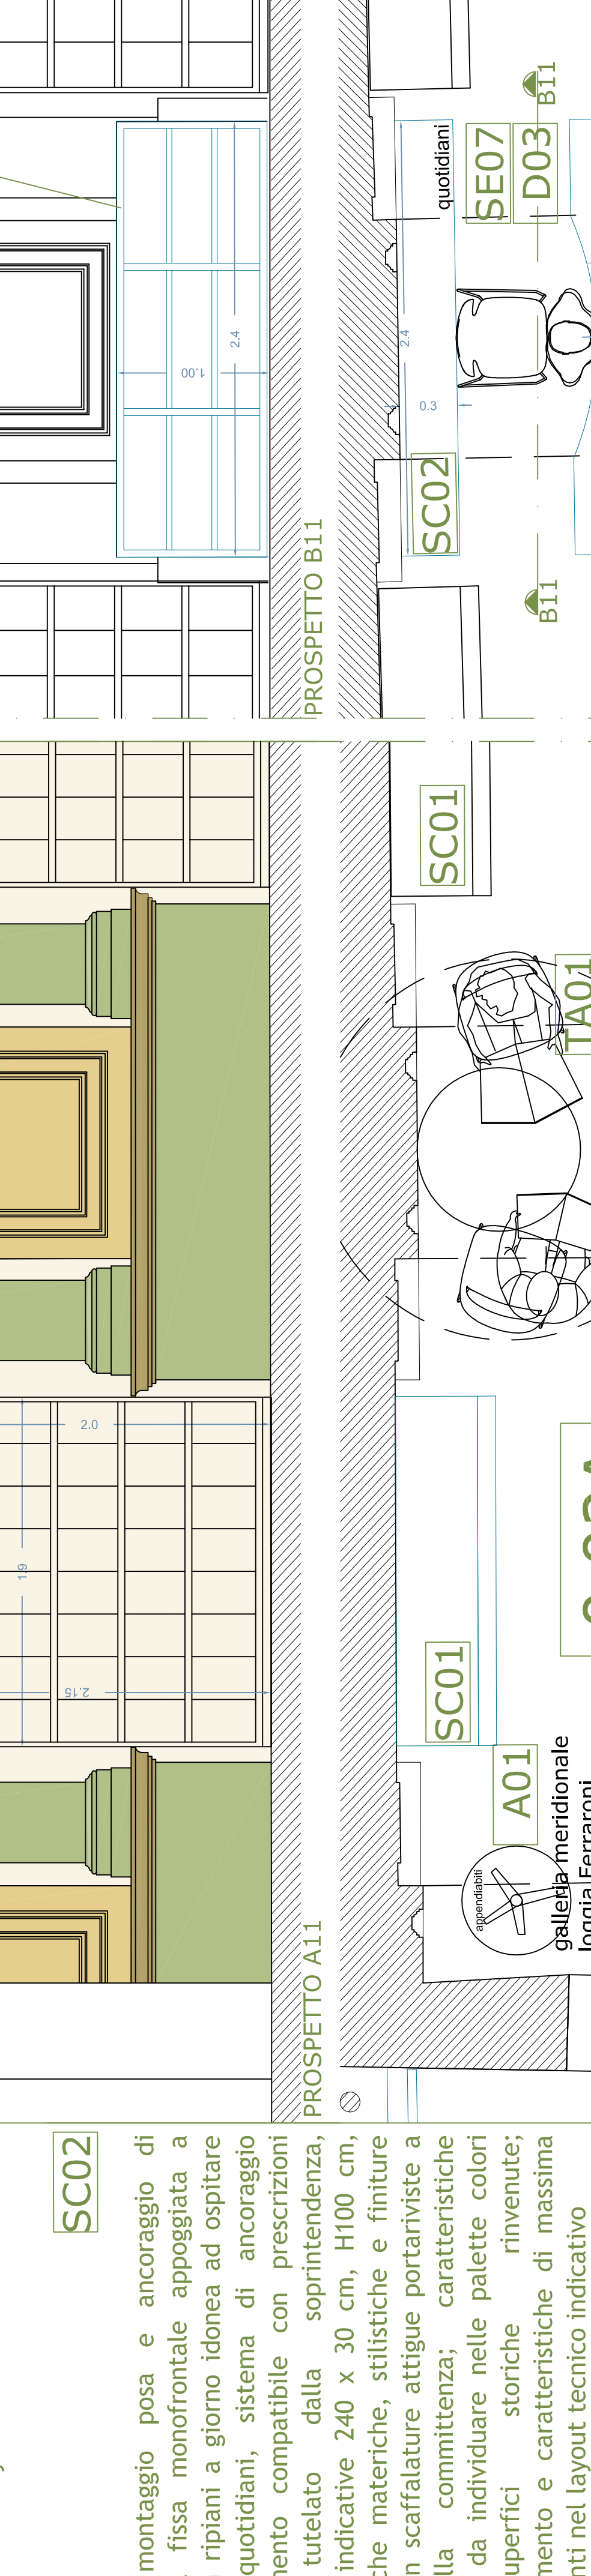 2.4
1.00
PROSPETTO B11
quotidiani
SE07
D03
B11
2.4
0.3
SC02
B11
SC01
TA01
2.0
1.9
2.15
PROSPETTO A11
SC01
A01
appendiabiti
galleria meridionale
loggia Ferraroni
SC02
montaggio posa e ancoraggio di
fissa monofrontale appoggiata a
ripiani a giorno idonea ad ospitare
quotidiani, sistema di ancoraggio
compatibile con prescrizioni
tutelato dalla soprintendenza,
indicative 240 x 30 cm, H100 cm,
materiche, stilistiche e finiture
scaffalature attigue portariviste a
committenza; caratteristiche
da individuare nelle palette colori
storiche rinvenute;
e caratteristiche di massima
nel layout tecnico indicativo